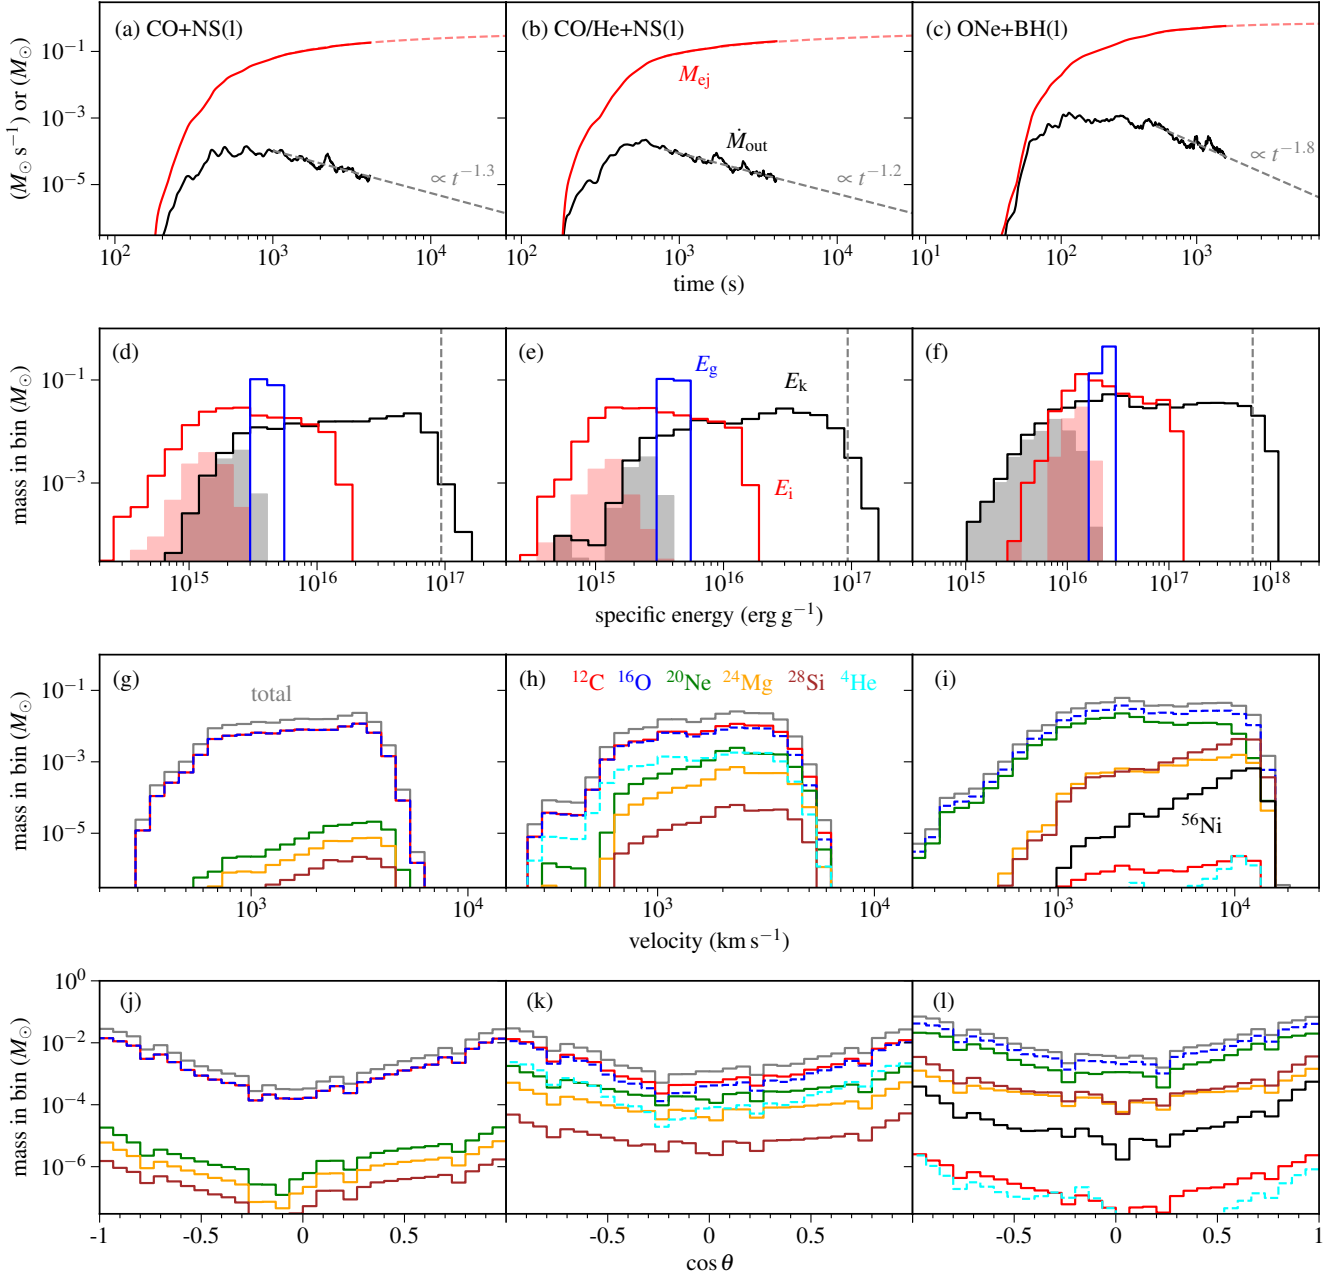 (a) CO+NS(l)
(b) CO/He+NS(l)
(c) ONe+BH(l)
(M⊙ s⁻¹) or (M⊙)
10⁻¹
10⁻³
10⁻⁵
M_ej
Ṁ_out
∝ t⁻¹·³
∝ t⁻¹·²
∝ t⁻¹·⁸
10² 10³ 10⁴
10² 10³ 10⁴
10¹ 10² 10³
time (s)
(d)
(e)
(f)
mass in bin (M⊙)
10⁻¹
10⁻³
E_g
E_k
E_i
10¹⁵ 10¹⁶ 10¹⁷
10¹⁵ 10¹⁶ 10¹⁷
10¹⁵ 10¹⁶ 10¹⁷ 10¹⁸
specific energy (erg g⁻¹)
(g)
(h)
(i)
mass in bin (M⊙)
10⁻¹
10⁻³
10⁻⁵
total
¹²C ¹⁶O ²⁰Ne ²⁴Mg ²⁸Si ⁴He
⁵⁶Ni
10³ 10⁴
10³ 10⁴
10³ 10⁴
velocity (km s⁻¹)
(j)
(k)
(l)
mass in bin (M⊙)
10⁰
10⁻²
10⁻⁴
10⁻⁶
-1 -0.5 0 0.5
-0.5 0 0.5
-0.5 0 0.5 1
cos θ